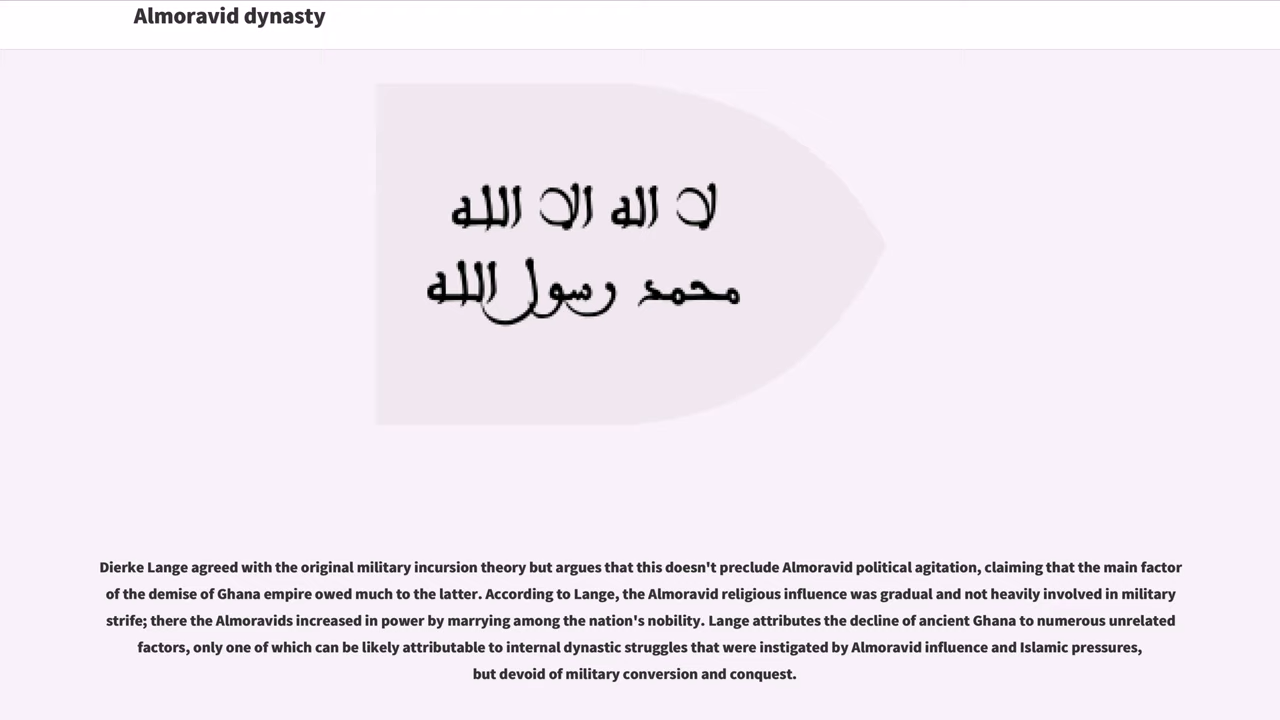 Almoravid dynasty
لا اله الا الله
محمد رسول الله
Dierke Lange agreed with the original military incursion theory but argues that this doesn't preclude Almoravid political agitation, claiming that the main factor
of the demise of Ghana empire owed much to the latter. According to Lange, the Almoravid religious influence was gradual and not heavily involved in military
strife; there the Almoravids increased in power by marrying among the nation's nobility. Lange attributes the decline of ancient Ghana to numerous unrelated
factors, only one of which can be likely attributable to internal dynastic struggles that were instigated by Almoravid influence and Islamic pressures,
but devoid of military conversion and conquest.